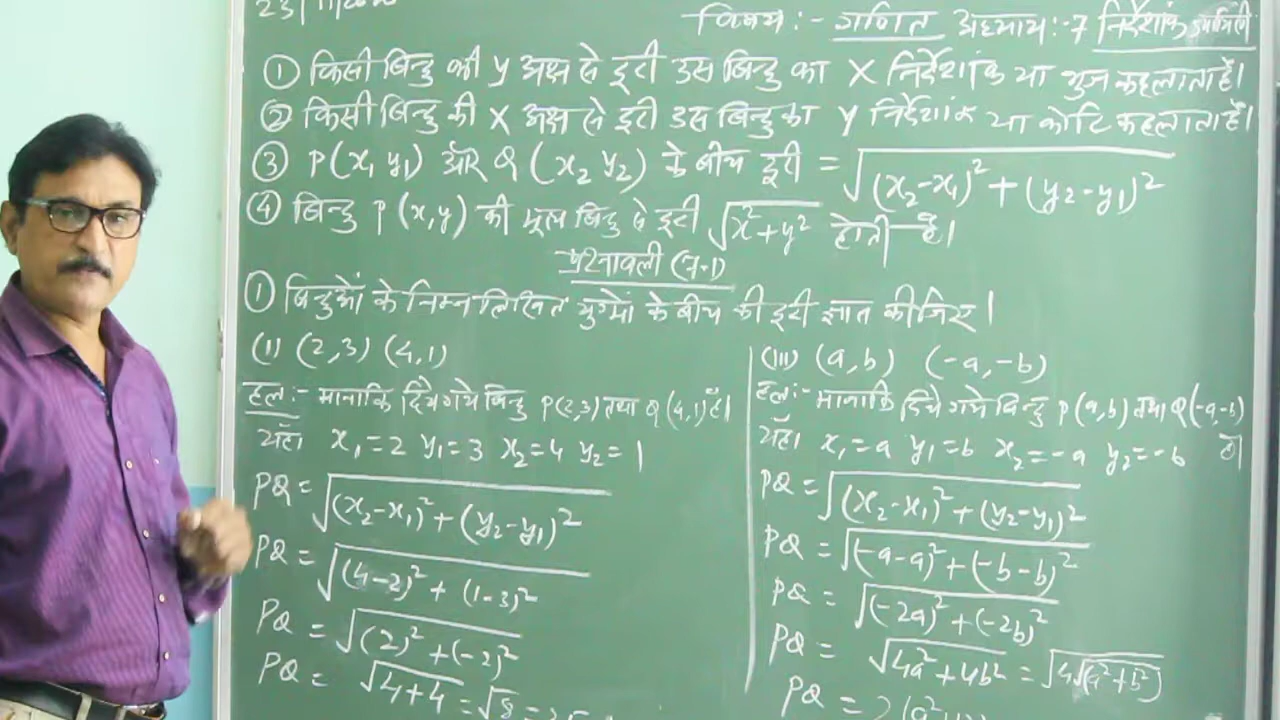 विषय:- गणित अध्याय:-7 निर्देशांक ज्यामिति
① किसी बिन्दु की y अक्ष से दूरी उस बिन्दु का x निर्देशांक या भुज कहलाता है।
② किसी बिन्दु की x अक्ष से दूरी उस बिन्दु का y निर्देशांक या कोटि कहलाता है।
③ P(x₁ y₁) और Q(x₂ y₂) के बीच दूरी = √(x₂-x₁)²+(y₂-y₁)²
④ बिन्दु P(x,y) की मूल बिन्दु से दूरी √x²+y² होती है।
प्रश्नावली (7.1)
① बिन्दुओं के निम्नलिखित युग्मों के बीच की दूरी ज्ञात कीजिए।
(I) (2,3) (4,1)
हल:- मानाकि दिये गये बिन्दु P(2,3) तथा Q(4,1) है।
यहाँ x₁=2 y₁=3 x₂=4 y₂=1
PQ = √(x₂-x₁)²+(y₂-y₁)²
PQ = √(4-2)²+(1-3)²
PQ = √(2)²+(-2)²
PQ = √4+4 = √8 =
(III) (a,b) (-a,-b)
हल:- मानाकि दिये गये बिन्दु P(a,b) तथा Q(-a,-b)
यहाँ x₁=a y₁=b x₂=-a y₂=-b है।
PQ = √(x₂-x₁)²+(y₂-y₁)²
PQ = √(-a-a)²+(-b-b)²
PQ = √(-2a)²+(-2b)²
PQ = √4a²+4b² = √4√(a²+b²)
PQ =